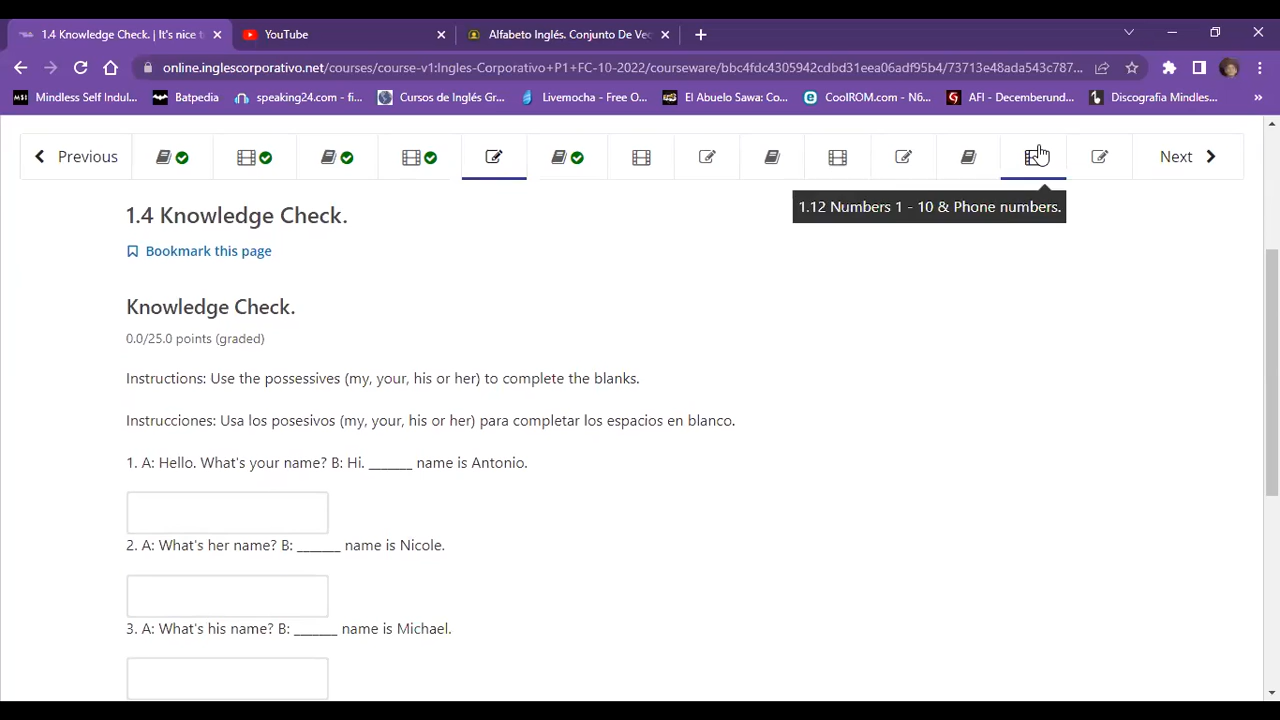 1.4 Knowledge Check. | It's nice t
YouTube
Alfabeto Inglés. Conjunto De Vec
online.inglescorporativo.net/courses/course-v1:Ingles-Corporativo+P1+FC-10-2022/courseware/bbc4fdc4305942cdbd31eea06adf95b4/73713e48ada543c787...
Mindless Self Indul...
Batpedia
speaking24.com - fi...
Cursos de Inglés Gr...
Livemocha - Free O...
El Abuelo Sawa: Co...
CoolROM.com - N6...
AFI - Decemberund...
Discografia Mindles...
Previous
Next
1.12 Numbers 1 - 10 & Phone numbers.
1.4 Knowledge Check.
Bookmark this page
Knowledge Check.
0.0/25.0 points (graded)
Instructions: Use the possessives (my, your, his or her) to complete the blanks.
Instrucciones: Usa los posesivos (my, your, his or her) para completar los espacios en blanco.
1. A: Hello. What's your name? B: Hi. _______ name is Antonio.
2. A: What's her name? B: _______ name is Nicole.
3. A: What's his name? B: _______ name is Michael.